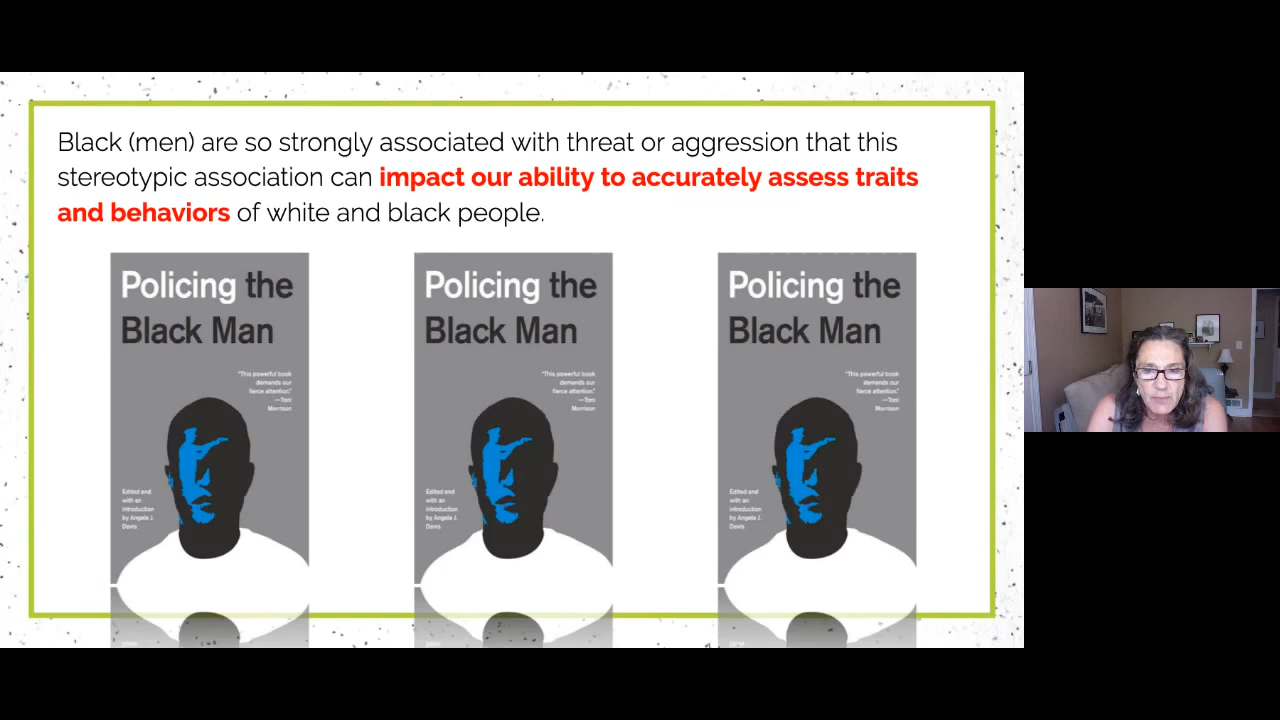 Black (men) are so strongly associated with threat or aggression that this
stereotypic association can impact our ability to accurately assess traits
and behaviors of white and black people.
Policing the
Black Man
"This powerful book
demands our
fierce attention."
—Toni
Morrison
Edited and
with an
introduction
by Angela J.
Davis
Policing the
Black Man
"This powerful book
demands our
fierce attention."
—Toni
Morrison
Edited and
with an
introduction
by Angela J.
Davis
Policing the
Black Man
"This powerful book
demands our
fierce attention."
—Toni
Morrison
Edited and
with an
introduction
by Angela J.
Davis